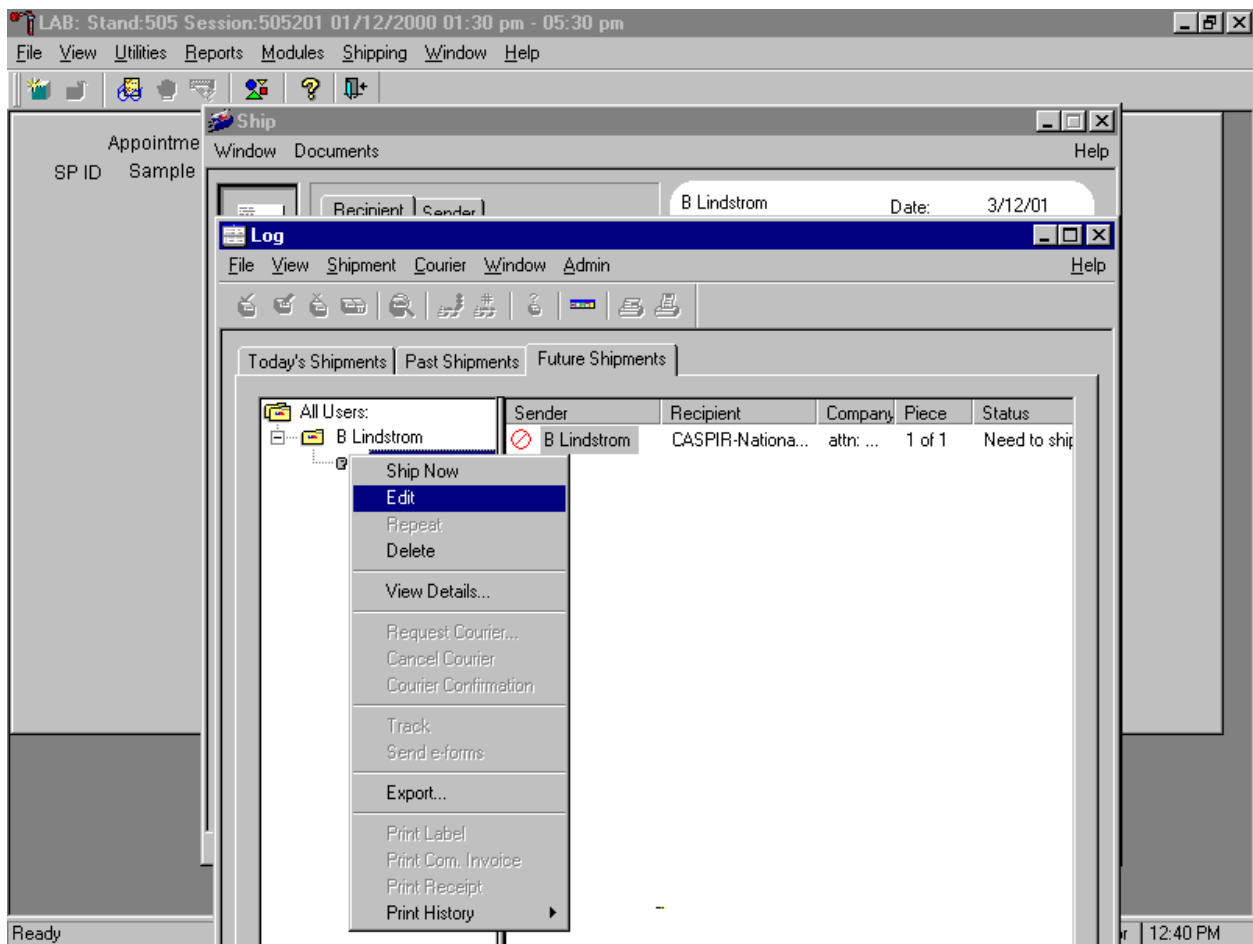 LAB: Stand:505 Session:505201 01/12/2000 01:30 pm - 05:30 pm
File View Utilities Reports Modules Shipping Window Help
Ship
Appointme
Window Documents Help
SP ID Sample
Recipient Sender
B Lindstrom Date: 3/12/01
Log
File View Shipment Courier Window Admin Help
Today's Shipments Past Shipments Future Shipments
All Users:
B Lindstrom
Sender Recipient Company Piece Status
B Lindstrom CASPIR-Nationa... attn: ... 1 of 1 Need to ship
Ship Now
Edit
Repeat
Delete
View Details...
Request Courier...
Cancel Courier
Courier Confirmation
Track
Send e-forms
Export...
Print Label
Print Com. Invoice
Print Receipt
Print History
Ready 12:40 PM